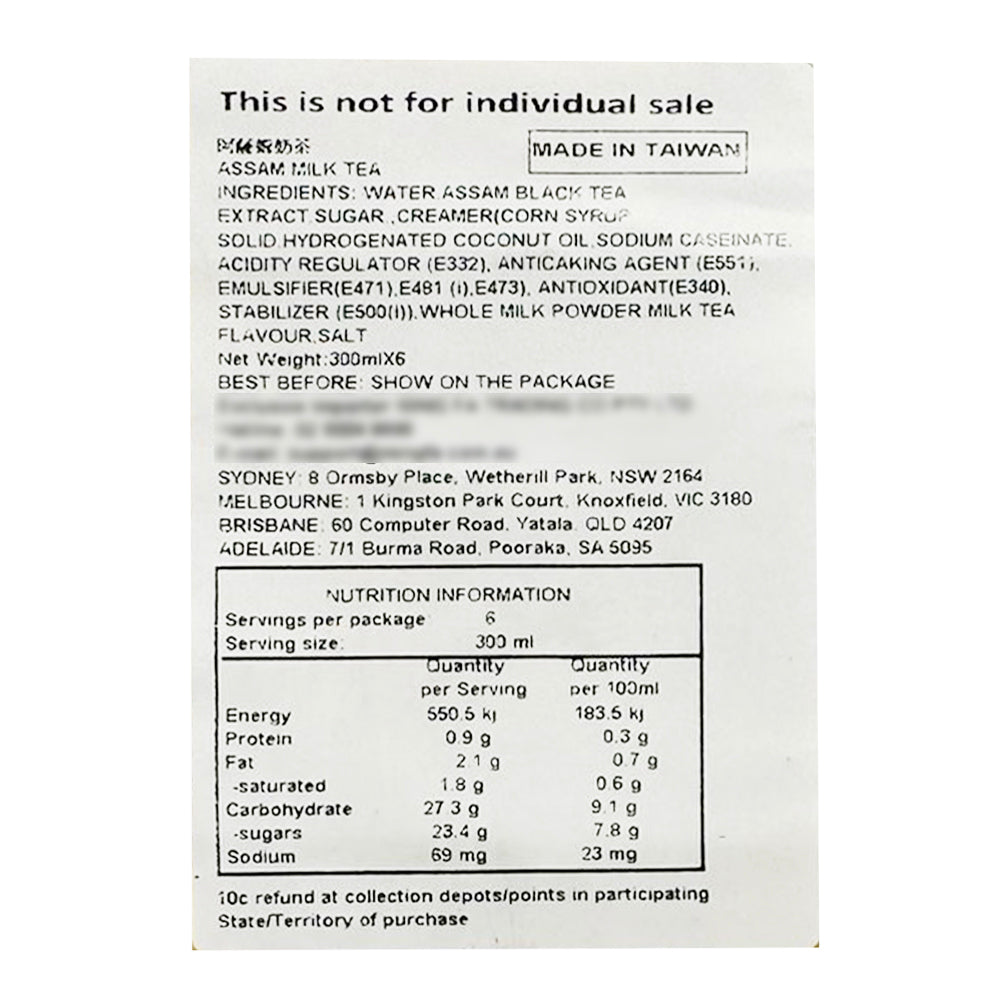 This is not for individual sale
阿薩姆奶茶
MADE IN TAIWAN
ASSAM MILK TEA
INGREDIENTS: WATER.ASSAM BLACK TEA
EXTRACT.SUGAR.,CREAMER(CORN SYRUP
SOLID.HYDROGENATED COCONUT OIL,SODIUM CASEINATE,
ACIDITY REGULATOR (E332), ANTICAKING AGENT (E551),
EMULSIFIER(E471),E481 (i),E473), ANTIOXIDANT(E340),
STABILIZER (E500(I)).WHOLE MILK POWDER.MILK TEA
FLAVOUR,SALT
Net Weight:300mlX6
BEST BEFORE: SHOW ON THE PACKAGE
SYDNEY: 8 Ormsby Place, Wetherill Park, NSW 2164
MELBOURNE: 1 Kingston Park Court, Knoxfield, VIC 3180
BRISBANE: 60 Computer Road, Yatala. QLD 4207
ADELAIDE: 7/1 Burma Road, Pooraka, SA 5095
NUTRITION INFORMATION
Servings per package 6
Serving size: 300 ml
Quantity Quantity
per Serving per 100ml
Energy 550.5 kj 183.5 kj
Protein 0.9 g 0.3 g
Fat 2.1 g 0.7 g
-saturated 1.8 g 0.6 g
Carbohydrate 27.3 g 9.1 g
-sugars 23.4 g 7.8 g
Sodium 69 mg 23 mg
10c refund at collection depots/points in participating
State/Territory of purchase